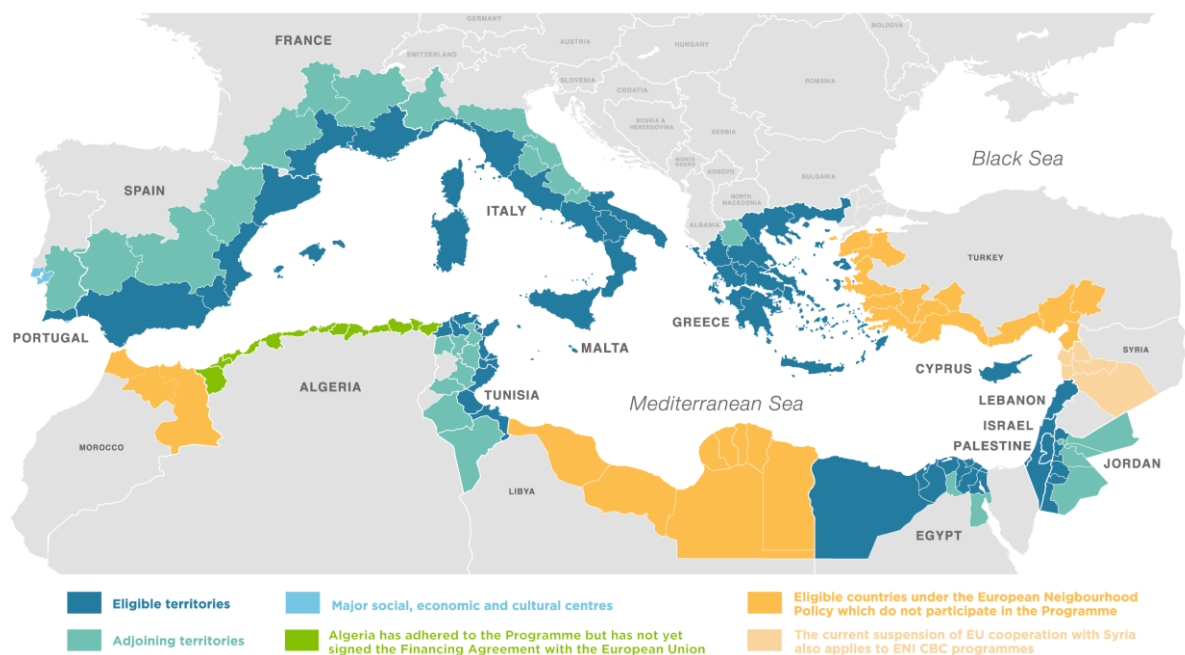 GERMANY
MOLDOVA
FRANCE
AUSTRIA
HUNGARY
SWITZERLAND
SLOVENIA
ROMANIA
CROATIA
BOSNIA &
HERZEGOVINA
SERBIA
Black Sea
MONTE
NEGRO
KOSOVO
BULGARIA
SPAIN
NORTH
MACEDONIA
ITALY
ALBANIA
TURKEY
GREECE
PORTUGAL
MALTA
SYRIA
CYPRUS
ALGERIA
TUNISIA
LEBANON
Mediterranean Sea
ISRAEL
MOROCCO
PALESTINE
JORDAN
LIBYA
EGYPT
Eligible territories
Adjoining territories
Major social, economic and cultural centres
Algeria has adhered to the Programme but has not yet
signed the Financing Agreement with the European Union
Eligible countries under the European Neigbourhood
Policy which do not participate in the Programme
The current suspension of EU cooperation with Syria
also applies to ENI CBC programmes